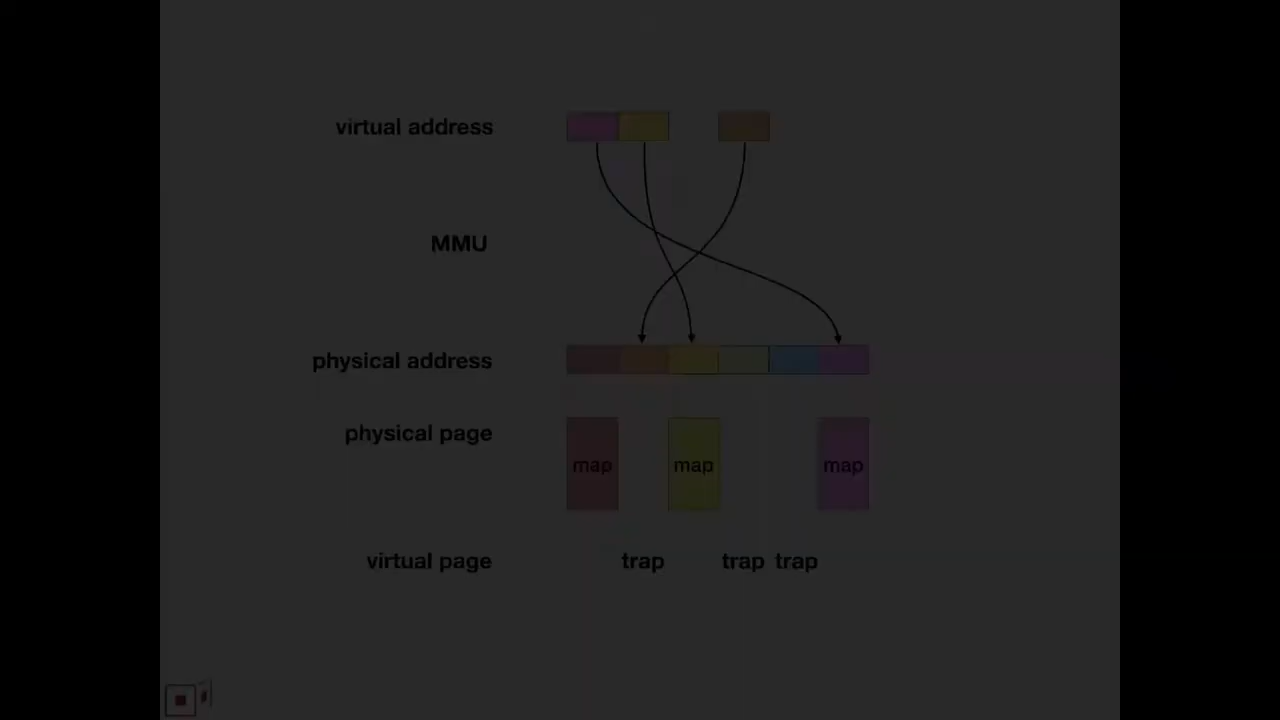 virtual address
MMU
physical address
physical page
map map map
virtual page
trap trap trap